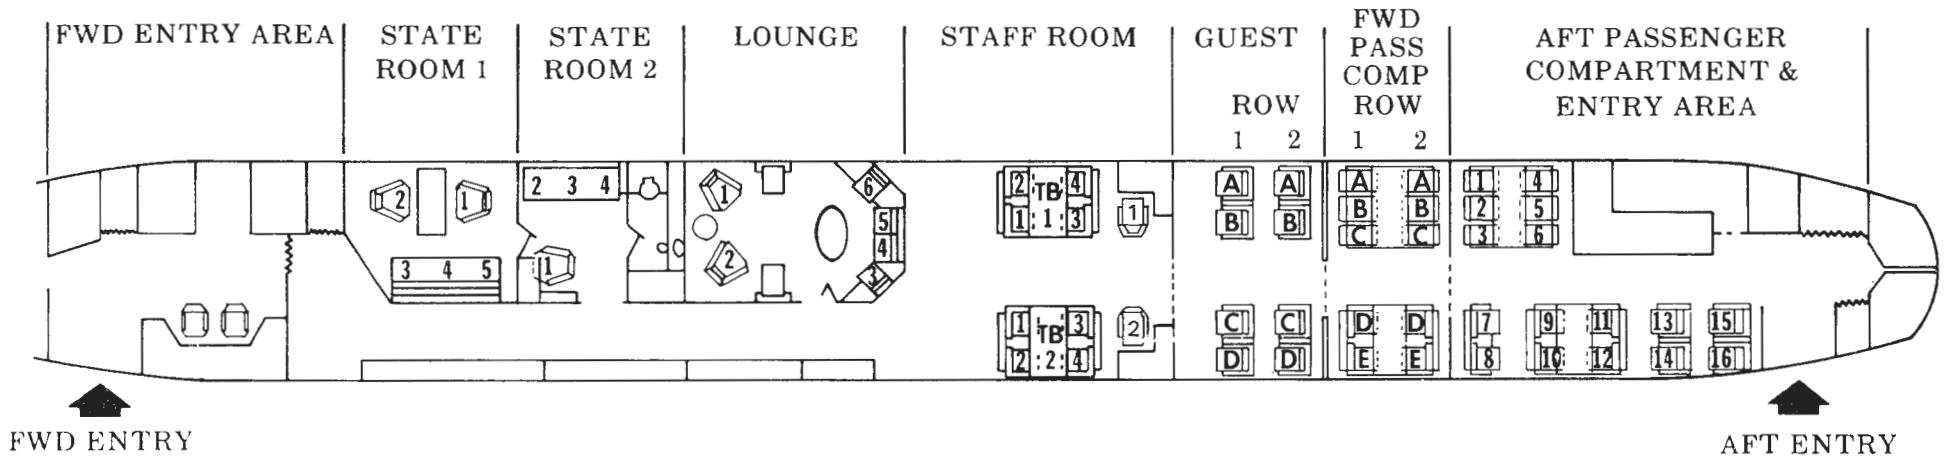 FWD ENTRY AREA
STATE
ROOM 1
STATE
ROOM 2
LOUNGE
STAFF ROOM
GUEST
ROW
1 2
FWD
PASS
COMP
ROW
1 2
AFT PASSENGER
COMPARTMENT &
ENTRY AREA
2 1
3 4 5
2 3 4
1
1
2
6
5
4
3
2 TB 4
1 1 3
1
1 TB 3
2 2 4
2
A A
B B
C C
D D
A A
B B
C C
D D
E E
1 4
2 5
3 6
7 9 11 13 15
8 10 12 14 16
FWD ENTRY
AFT ENTRY